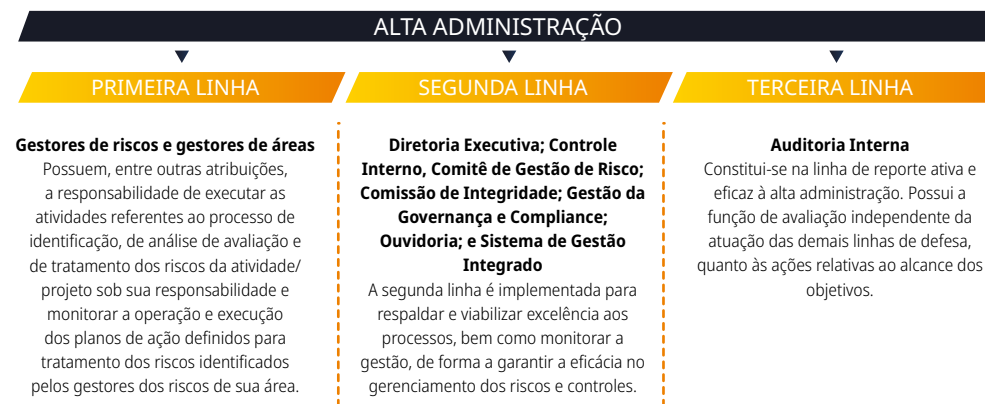 ALTA ADMINISTRAÇÃO
PRIMEIRA LINHA
Gestores de riscos e gestores de áreas
Possuem, entre outras atribuições,
a responsabilidade de executar as
atividades referentes ao processo de
identificação, de análise de avaliação e
de tratamento dos riscos da atividade/
projeto sob sua responsabilidade e
monitorar a operação e execução
dos planos de ação definidos para
tratamento dos riscos identificados
pelos gestores dos riscos de sua área.
SEGUNDA LINHA
Diretoria Executiva; Controle
Interno, Comitê de Gestão de Risco;
Comissão de Integridade; Gestão da
Governança e Compliance;
Ouvidoria; e Sistema de Gestão
Integrado
A segunda linha é implementada para
respaldar e viabilizar excelência aos
processos, bem como monitorar a
gestão, de forma a garantir a eficácia no
gerenciamento dos riscos e controles.
TERCEIRA LINHA
Auditoria Interna
Constitui-se na linha de reporte ativa e
eficaz à alta administração. Possui a
função de avaliação independente da
atuação das demais linhas de defesa,
quanto às ações relativas ao alcance dos
objetivos.